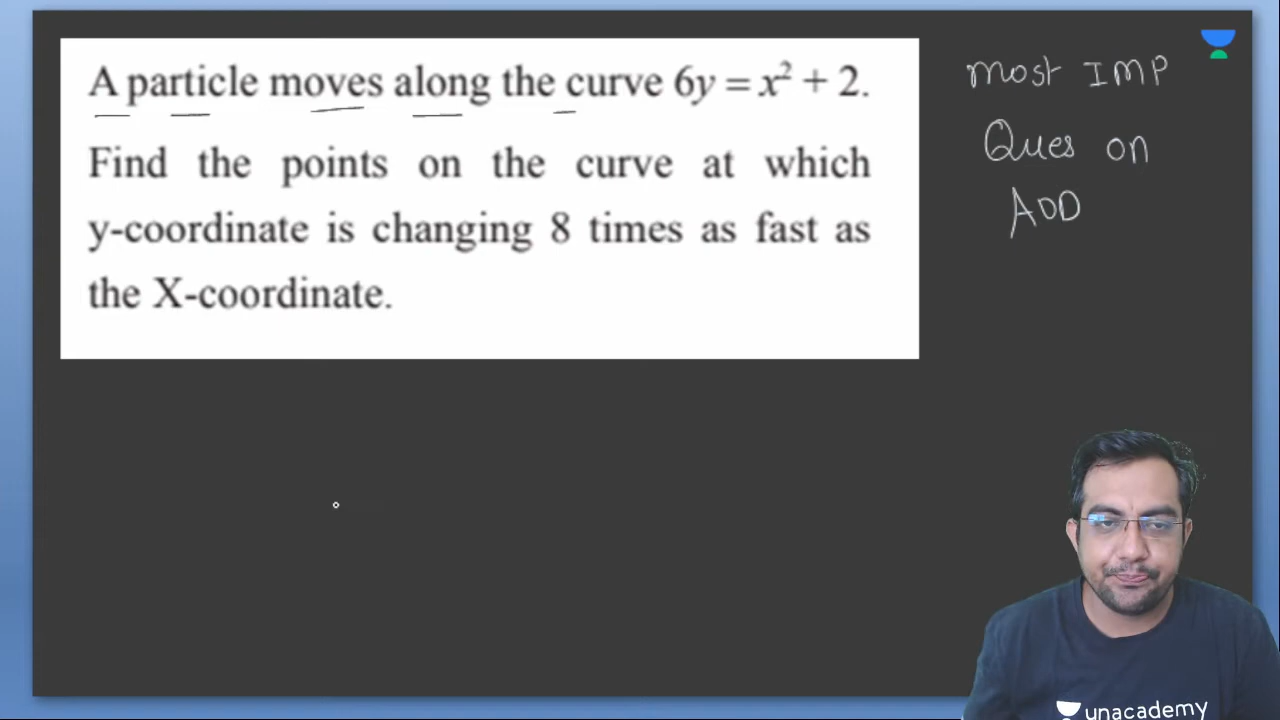 A particle moves along the curve 6y = x² + 2.
Find the points on the curve at which
y-coordinate is changing 8 times as fast as
the X-coordinate.
most IMP
Ques on
AOD
unacademy